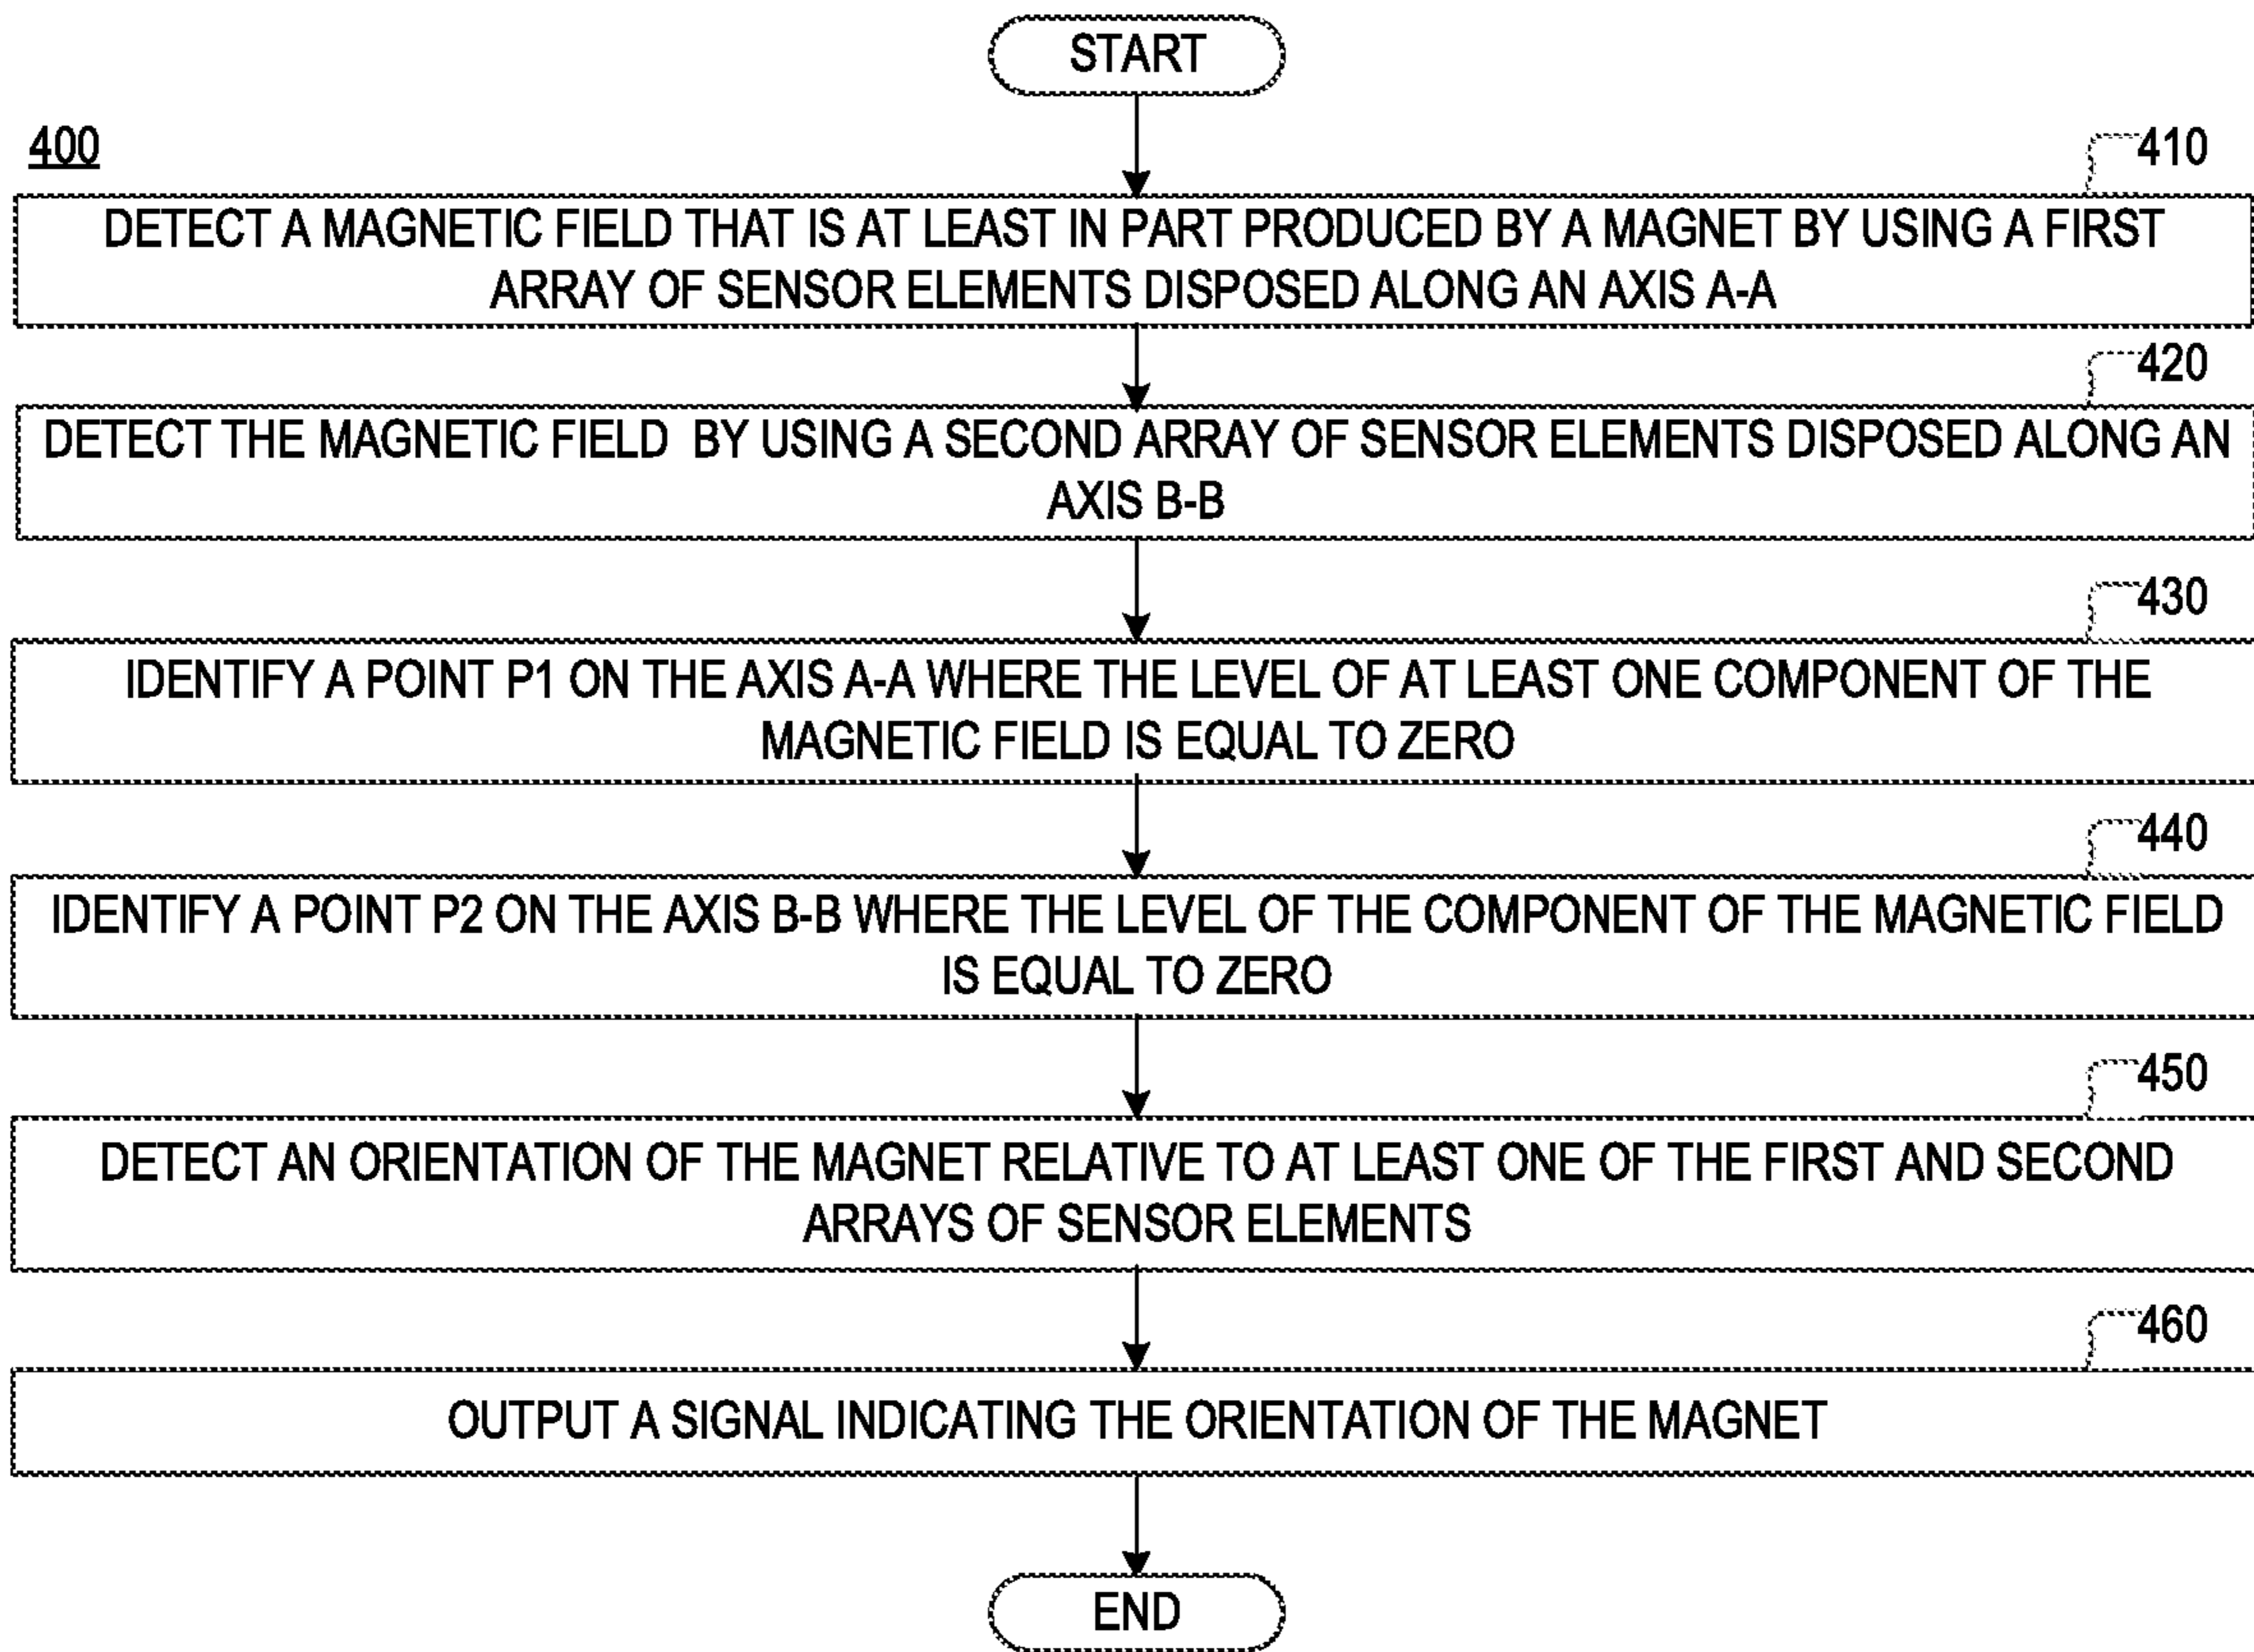 START
400
410
DETECT A MAGNETIC FIELD THAT IS AT LEAST IN PART PRODUCED BY A MAGNET BY USING A FIRST
ARRAY OF SENSOR ELEMENTS DISPOSED ALONG AN AXIS A-A
420
DETECT THE MAGNETIC FIELD BY USING A SECOND ARRAY OF SENSOR ELEMENTS DISPOSED ALONG AN
AXIS B-B
430
IDENTIFY A POINT P1 ON THE AXIS A-A WHERE THE LEVEL OF AT LEAST ONE COMPONENT OF THE
MAGNETIC FIELD IS EQUAL TO ZERO
440
IDENTIFY A POINT P2 ON THE AXIS B-B WHERE THE LEVEL OF THE COMPONENT OF THE MAGNETIC FIELD
IS EQUAL TO ZERO
450
DETECT AN ORIENTATION OF THE MAGNET RELATIVE TO AT LEAST ONE OF THE FIRST AND SECOND
ARRAYS OF SENSOR ELEMENTS
460
OUTPUT A SIGNAL INDICATING THE ORIENTATION OF THE MAGNET
END